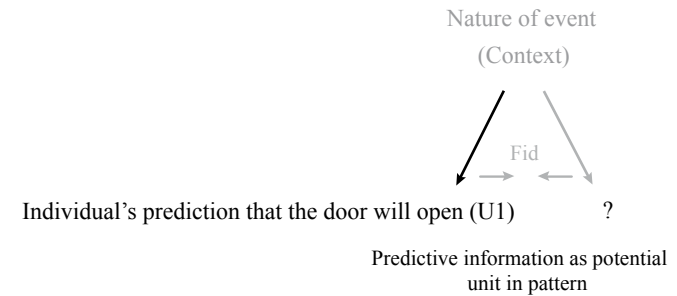 Nature of event
(Context)
Fid
Individual’s prediction that the door will open (U1) ?
Predictive information as potential
unit in pattern